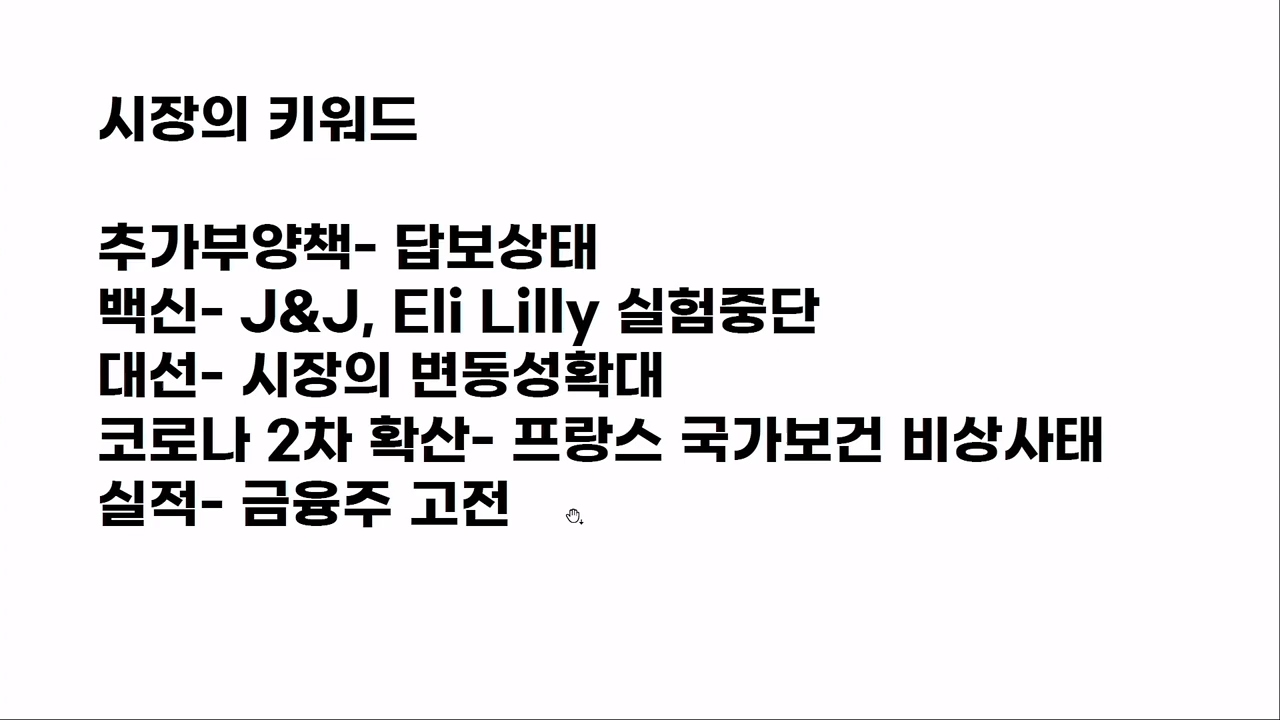 시장의 키워드
추가부양책- 답보상태
백신- J&J, Eli Lilly 실험중단
대선- 시장의 변동성확대
코로나 2차 확산- 프랑스 국가보건 비상사태
실적- 금융주 고전